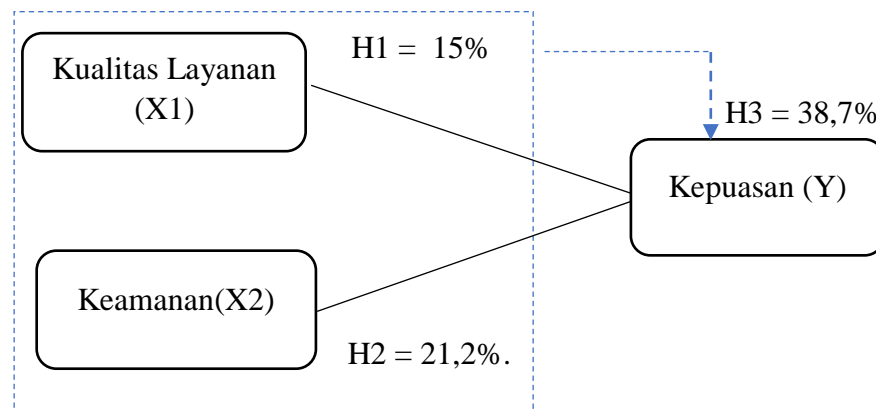 H1 = 15%
Kualitas Layanan
(X1)
H3 = 38,7%
Kepuasan (Y)
Keamanan(X2)
H2 = 21,2%.